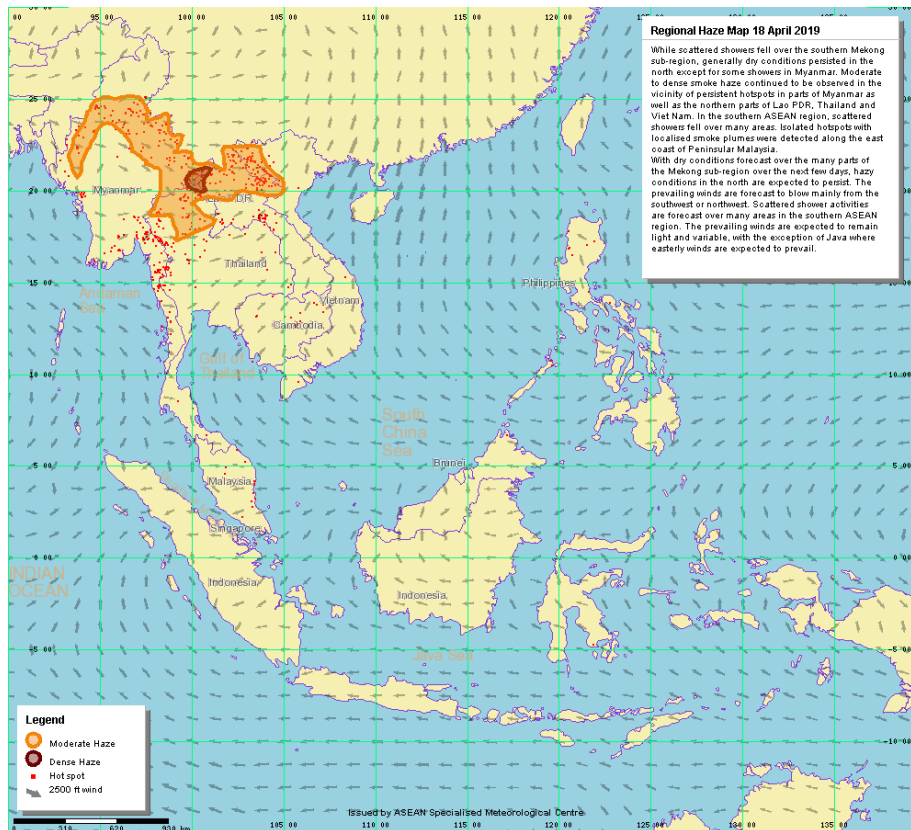 Regional Haze Map 18 April 2019
While scattered showers fell over the southern Mekong
sub-region, generally dry conditions persisted in the
north except for some showers in Myanmar. Moderate
to dense smoke haze continued to be observed in the
vicinity of persistent hotspots in parts of Myanmar as
well as the northern parts of Lao PDR, Thailand and
Viet Nam. In the southern ASEAN region, scattered
showers fell over many areas. Isolated hotspots with
localised smoke plumes were detected along the east
coast of Peninsular Malaysia.
With dry conditions forecast over the many parts of
the Mekong sub-region over the next few days, hazy
conditions in the north are expected to persist. The
prevailing winds are forecast to blow mainly from the
southwest or northwest. Scattered shower activities
are forecast over many areas in the southern ASEAN
region. The prevailing winds are expected to remain
light and variable, with the exception of Java where
easterly winds are expected to prevail.
95 00 100 00 105 00 110 00 115 00 120 00 125 00
25 00
Myanmar
20 00
PDR
Thailand
15 00
Philippines
Andaman
Sea
Vietnam
Cambodia
10 00
Gulf of
Thailand
South
China
Sea
5 00
Brunei
Malaysia
Singapore
0 00
INDIAN
OCEAN
Indonesia
Indonesia
-5 00
Java Sea
-10 00
Legend
Moderate Haze
Dense Haze
Hot spot
2500 ft wind
Issued by ASEAN Specialised Meteorological Centre
0 310 620 930 km
105 00 110 00 115 00 120 00 125 00 130 00 135 00